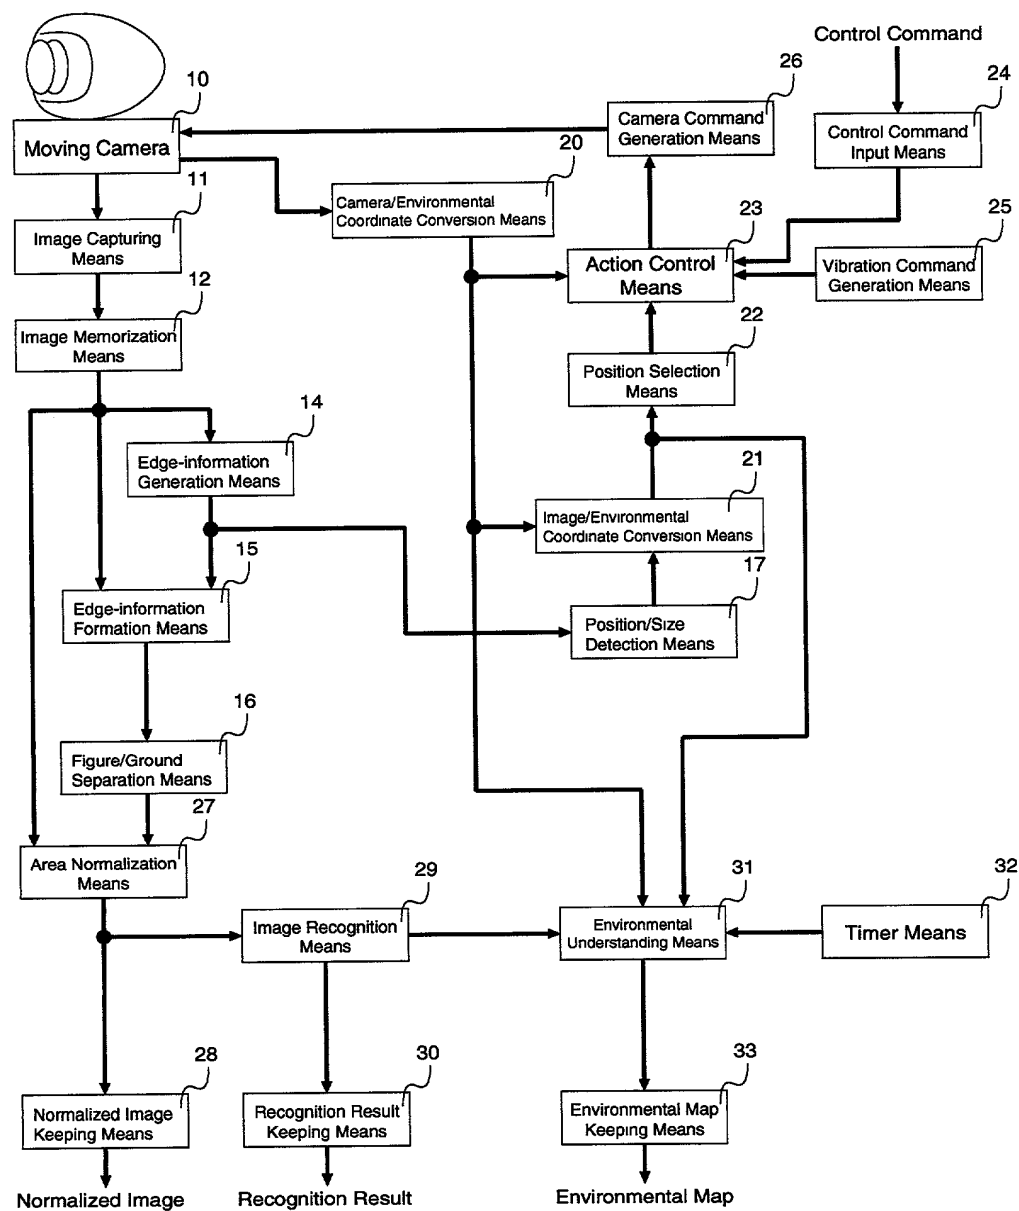 Control Command
26
24
10
Camera Command
Generation Means
Control Command
Input Means
Moving Camera
20
11
Camera/Environmental
Coordinate Conversion Means
23
25
Image Capturing
Means
Action Control
Means
Vibration Command
Generation Means
12
22
Image Memorization
Means
Position Selection
Means
14
Edge-information
Generation Means
21
Image/Environmental
Coordinate Conversion Means
15
17
Edge-information
Formation Means
Position/Size
Detection Means
16
Figure/Ground
Separation Means
27
Area Normalization
Means
29
31
32
Image Recognition
Means
Environmental
Understanding Means
Timer Means
28
30
33
Normalized Image
Keeping Means
Recognition Result
Keeping Means
Environmental Map
Keeping Means
Normalized Image
Recognition Result
Environmental Map